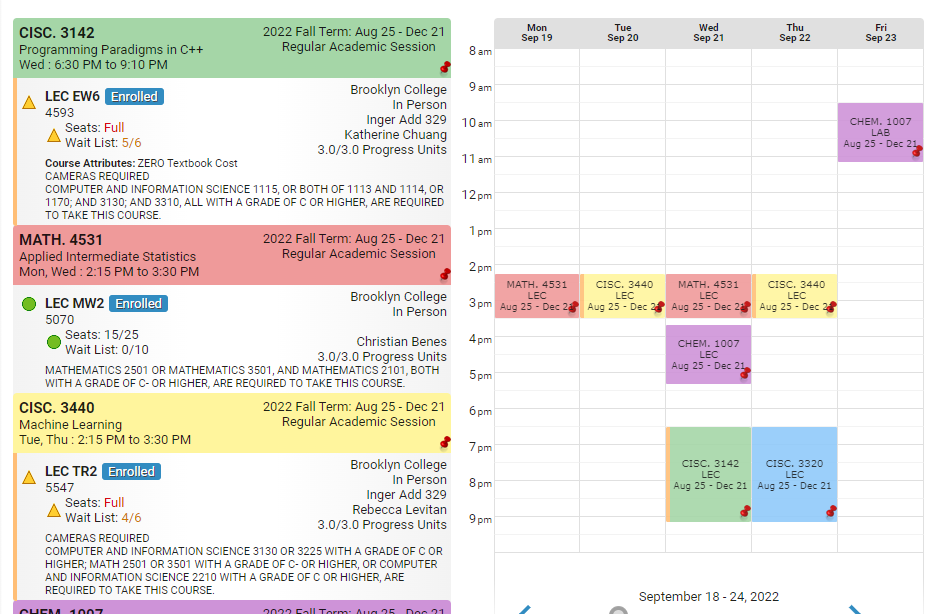 CISC. 3142
2022 Fall Term: Aug 25 - Dec 21
Programming Paradigms in C++
Regular Academic Session
Wed : 6:30 PM to 9:10 PM
LEC EW6 Enrolled
Brooklyn College
4593
In Person
Seats: Full
Inger Add 329
Wait List: 5/6
Katherine Chuang
3.0/3.0 Progress Units
Course Attributes: ZERO Textbook Cost
CAMERAS REQUIRED
COMPUTER AND INFORMATION SCIENCE 1115, OR BOTH OF 1113 AND 1114, OR
1170; AND 3130; AND 3310, ALL WITH A GRADE OF C OR HIGHER, ARE REQUIRED
TO TAKE THIS COURSE.
MATH. 4531
2022 Fall Term: Aug 25 - Dec 21
Applied Intermediate Statistics
Regular Academic Session
Mon, Wed : 2:15 PM to 3:30 PM
LEC MW2 Enrolled
Brooklyn College
5070
In Person
Seats: 15/25
Wait List: 0/10
Christian Benes
3.0/3.0 Progress Units
MATHEMATICS 2501 OR MATHEMATICS 3501, AND MATHEMATICS 2101, BOTH
WITH A GRADE OF C- OR HIGHER, ARE REQUIRED TO TAKE THIS COURSE.
CISC. 3440
2022 Fall Term: Aug 25 - Dec 21
Machine Learning
Regular Academic Session
Tue, Thu : 2:15 PM to 3:30 PM
LEC TR2 Enrolled
Brooklyn College
5547
In Person
Seats: Full
Inger Add 329
Wait List: 4/6
Rebecca Levitan
3.0/3.0 Progress Units
CAMERAS REQUIRED
COMPUTER AND INFORMATION SCIENCE 3130 OR 3225 WITH A GRADE OF C OR
HIGHER; MATH 2501 OR 3501 WITH A GRADE OF C- OR HIGHER, OR COMPUTER
AND INFORMATION SCIENCE 2210 WITH A GRADE OF C OR HIGHER, ARE
REQUIRED TO TAKE THIS COURSE.
CHEM. 1007
2022 Fall Term: Aug 25 - Dec 21
Mon Tue Wed Thu Fri
Sep 19 Sep 20 Sep 21 Sep 22 Sep 23
8 am
9 am
10 am
CHEM. 1007
LAB
Aug 25 - Dec 21
11 am
12 pm
1 pm
2 pm
MATH. 4531 CISC. 3440 MATH. 4531 CISC. 3440
LEC LEC LEC LEC
3 pm
Aug 25 - Dec 21 Aug 25 - Dec 21 Aug 25 - Dec 21 Aug 25 - Dec 21
4 pm
CHEM. 1007
LEC
Aug 25 - Dec 21
5 pm
6 pm
7 pm
CISC. 3142 CISC. 3320
LEC LEC
8 pm
Aug 25 - Dec 21 Aug 25 - Dec 21
9 pm
September 18 - 24, 2022